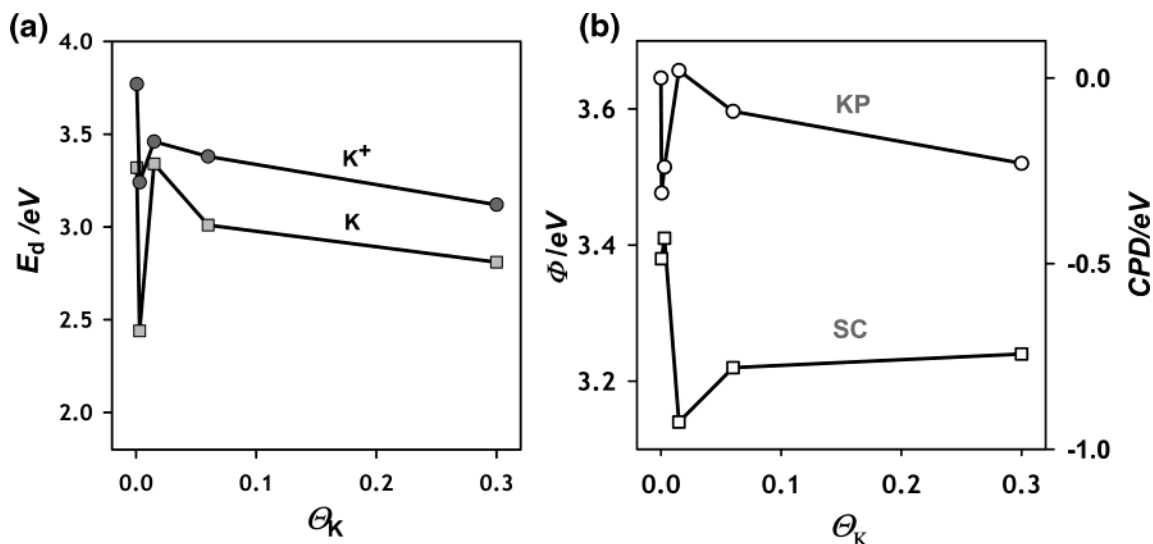 (a)
4.0
3.5
3.0
2.5
2.0
E_d /eV
K⁺
K
0.0 0.1 0.2 0.3
Θ_K
(b)
3.6
3.4
3.2
Φ/eV
KP
SC
0.0
-0.5
-1.0
CPD/eV
0.0 0.1 0.2 0.3
Θ_K